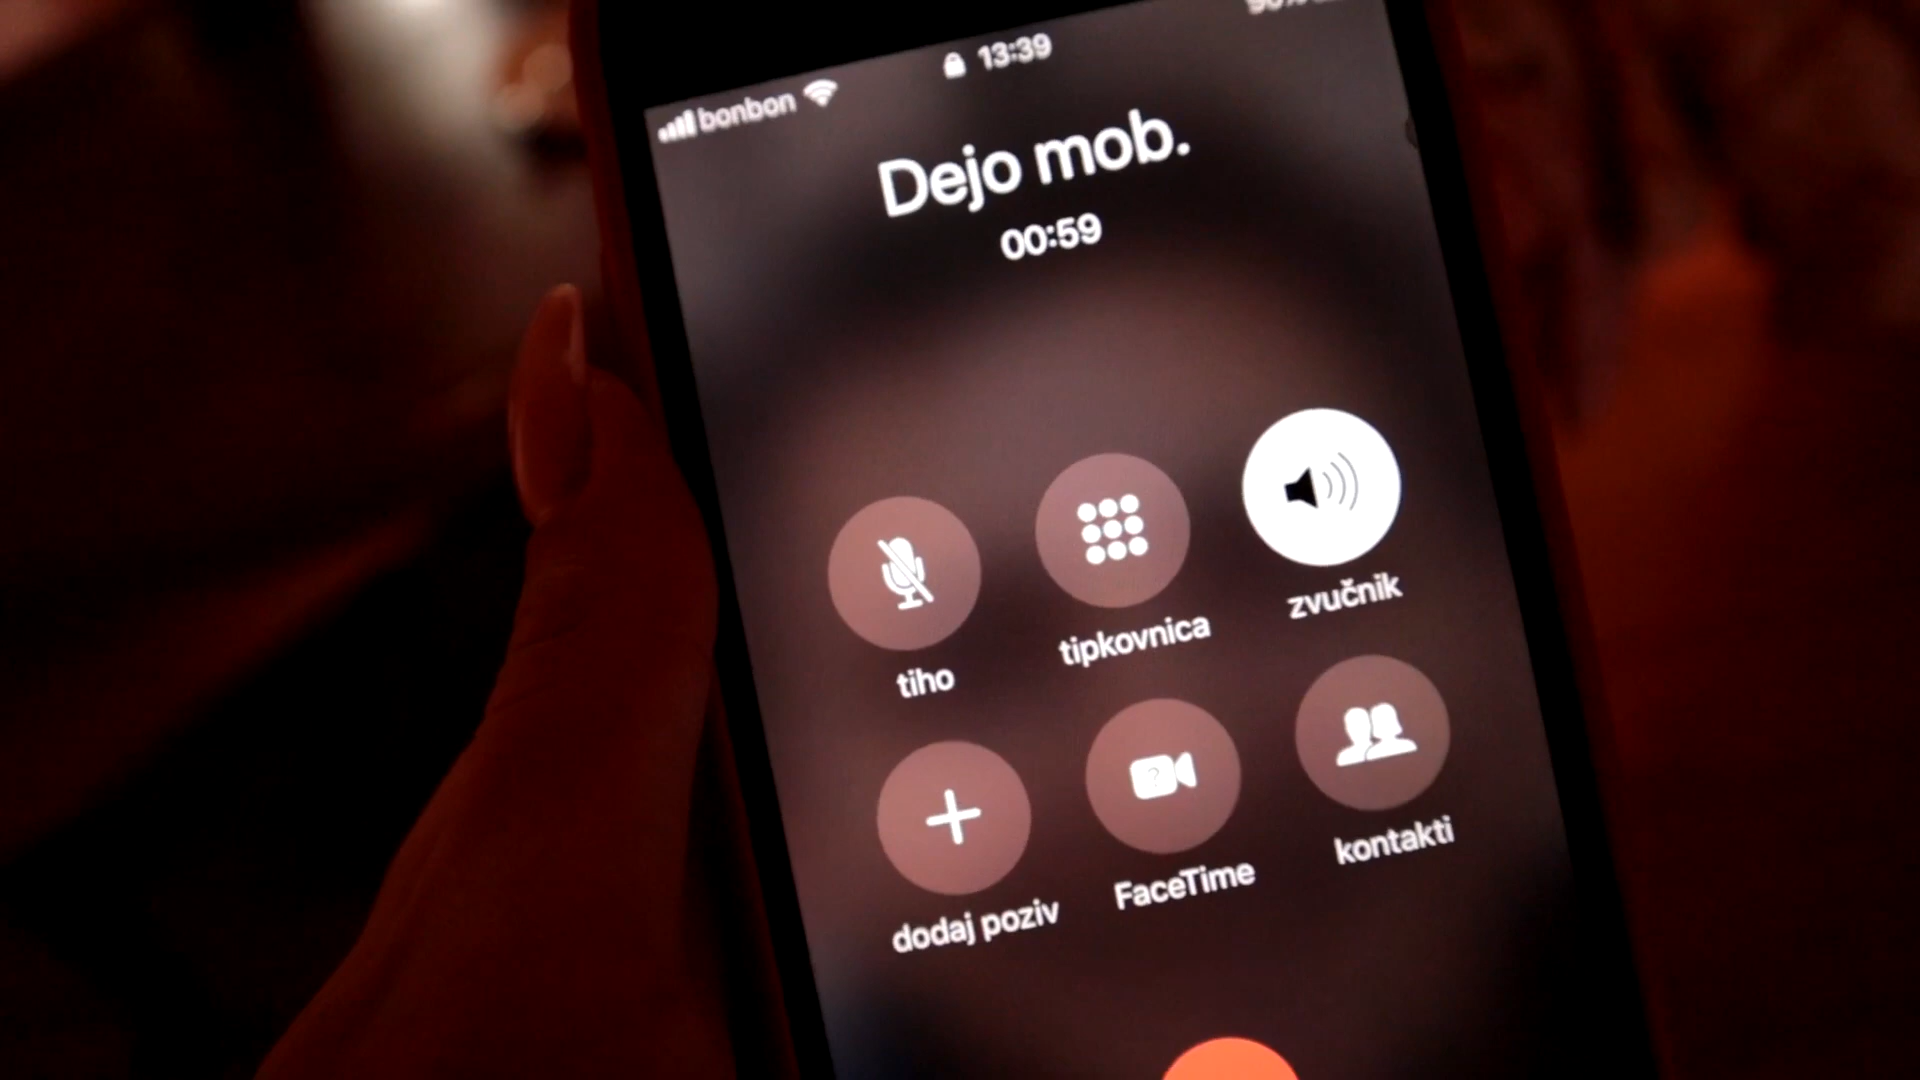 bonbon 13:39
Dejo mob.
00:59
tiho tipkovnica zvučnik
dodaj poziv FaceTime kontakti